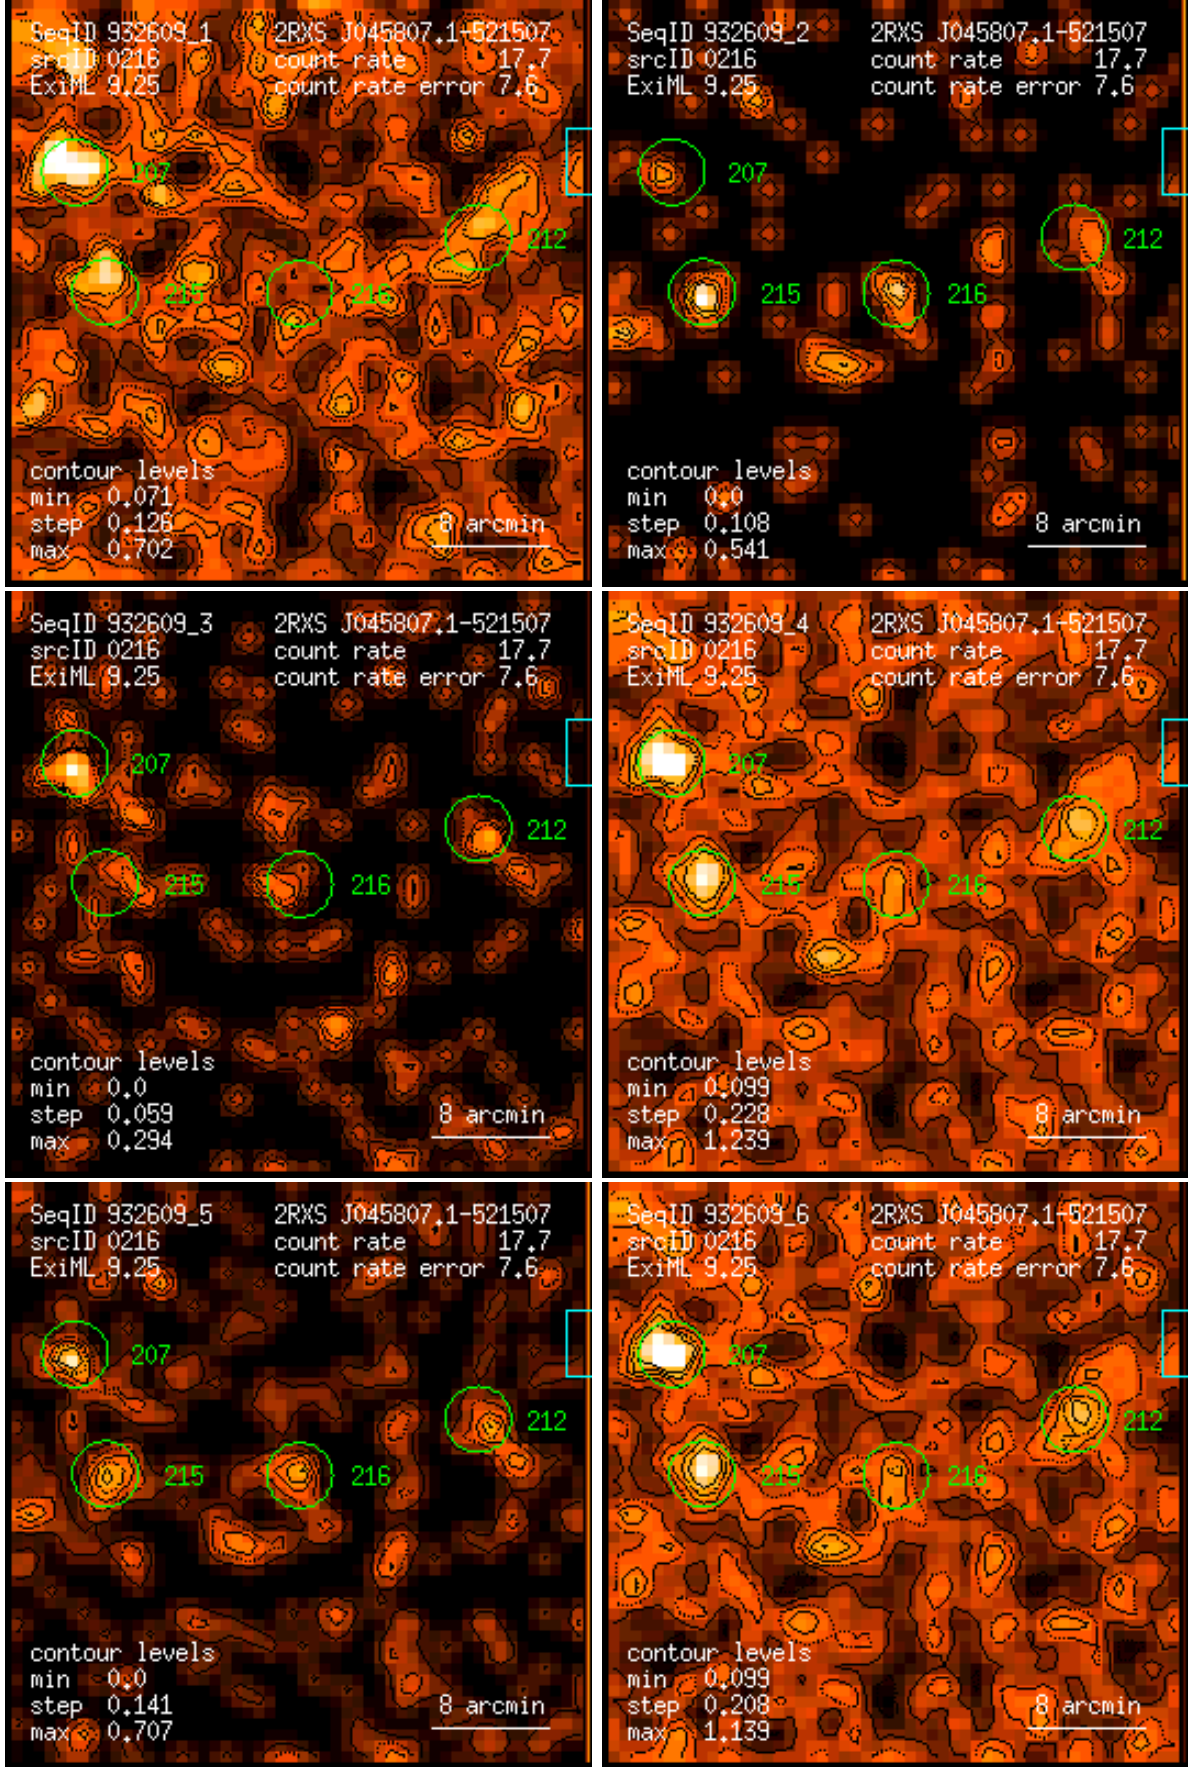 SeqID 932609_1 2RXS J045807.1-521507
srcID 0216 count rate 17.7
ExiML 9.25 count rate error 7.6
207
212
215 216
contour levels
min 0.071
step 0.126 8 arcmin
max 0.702
SeqID 932609_2 2RXS J045807.1-521507
srcID 0216 count rate 17.7
ExiML 9.25 count rate error 7.6
207
212
215 216
contour levels
min 0.0
step 0.108 8 arcmin
max 0.541
SeqID 932609_3 2RXS J045807.1-521507
srcID 0216 count rate 17.7
ExiML 9.25 count rate error 7.6
207
212
215 216
contour levels
min 0.0
step 0.059 8 arcmin
max 0.294
SeqID 932609_4 2RXS J045807.1-521507
srcID 0216 count rate 17.7
ExiML 9.25 count rate error 7.6
207
212
215 216
contour levels
min 0.099
step 0.228 8 arcmin
max 1.239
SeqID 932609_5 2RXS J045807.1-521507
srcID 0216 count rate 17.7
ExiML 9.25 count rate error 7.6
207
212
215 216
contour levels
min 0.0
step 0.141 8 arcmin
max 0.707
SeqID 932609_6 2RXS J045807.1-521507
srcID 0216 count rate 17.7
ExiML 9.25 count rate error 7.6
207
212
215 216
contour levels
min 0.099
step 0.208 8 arcmin
max 1.139